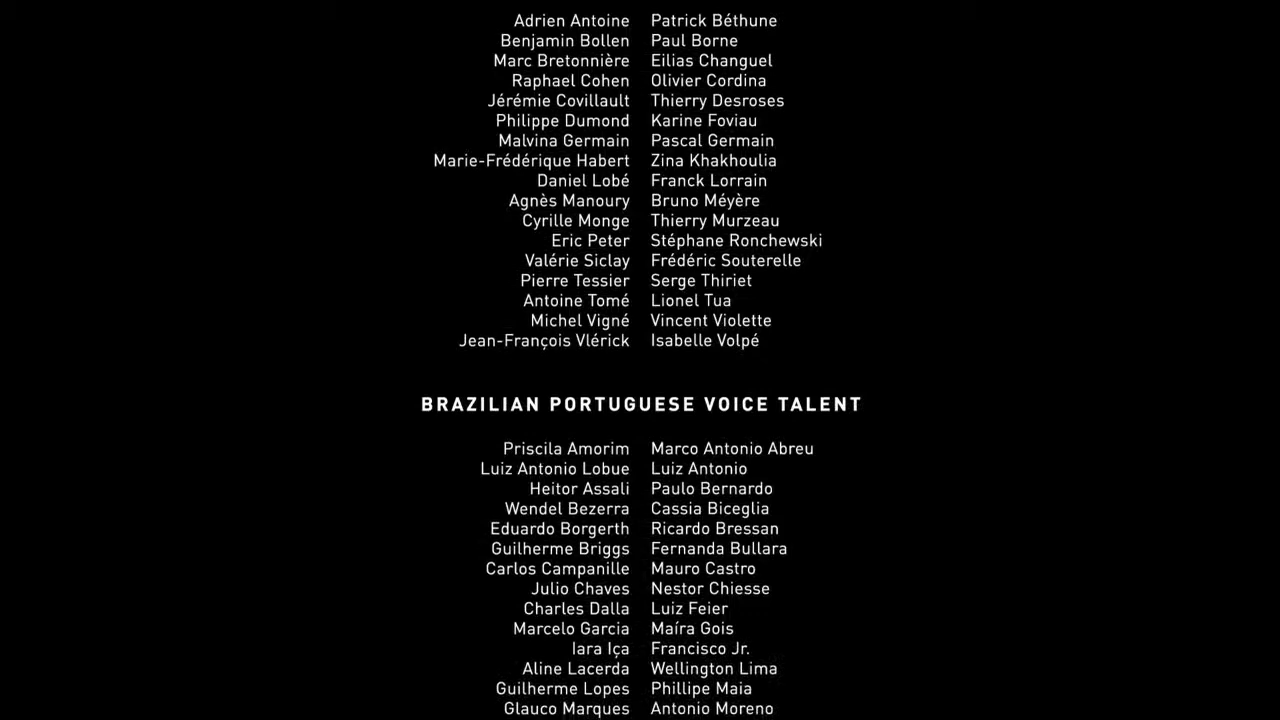 Adrien Antoine Patrick Béthune
Benjamin Bollen Paul Borne
Marc Bretonnière Eilias Changuel
Raphael Cohen Olivier Cordina
Jérémie Covillault Thierry Desroses
Philippe Dumond Karine Foviau
Malvina Germain Pascal Germain
Marie-Frédérique Habert Zina Khakhoulia
Daniel Lobé Franck Lorrain
Agnès Manoury Bruno Méyère
Cyrille Monge Thierry Murzeau
Eric Peter Stéphane Ronchewski
Valérie Siclay Frédéric Souterelle
Pierre Tessier Serge Thiriet
Antoine Tomé Lionel Tua
Michel Vigné Vincent Violette
Jean-François Vlérick Isabelle Volpé
BRAZILIAN PORTUGUESE VOICE TALENT
Priscila Amorim Marco Antonio Abreu
Luiz Antonio Lobue Luiz Antonio
Heitor Assali Paulo Bernardo
Wendel Bezerra Cassia Biceglia
Eduardo Borgerth Ricardo Bressan
Guilherme Briggs Fernanda Bullara
Carlos Campanille Mauro Castro
Julio Chaves Nestor Chiesse
Charles Dalla Luiz Feier
Marcelo Garcia Maíra Gois
Iara Iça Francisco Jr.
Aline Lacerda Wellington Lima
Guilherme Lopes Phillipe Maia
Glauco Marques Antonio Moreno